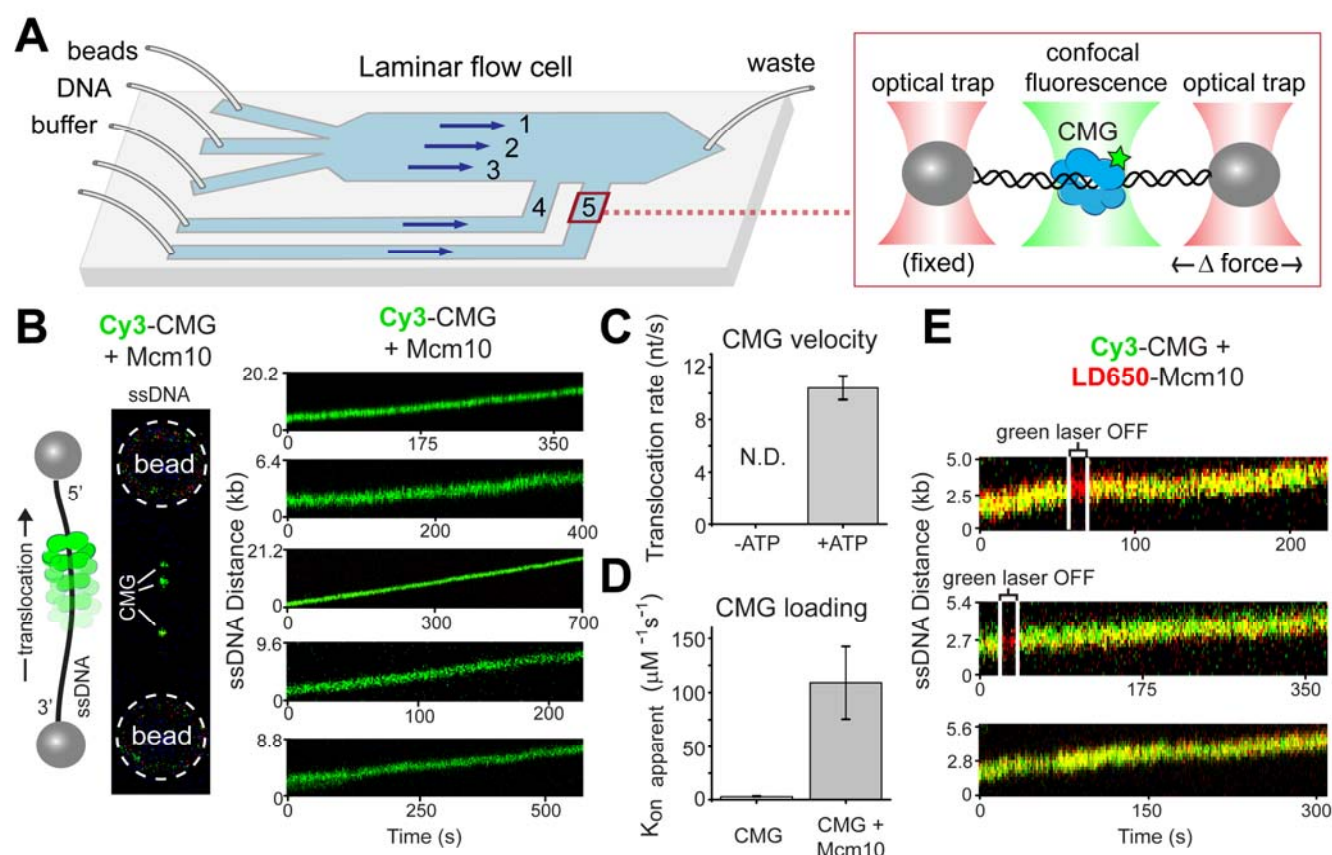 A
beads
DNA
buffer
Laminar flow cell
waste
1
2
3
4
5
optical trap
confocal
fluorescence
optical trap
CMG
(fixed)
←Δ force→
B
Cy3-CMG
+ Mcm10
ssDNA
bead
CMG
bead
5'
translocation
ssDNA
3'
Cy3-CMG
+ Mcm10
ssDNA Distance (kb)
20.2
0
0
175
350
6.4
0
0
200
400
21.2
0
0
300
700
9.6
0
0
100
200
8.8
0
0
250
500
Time (s)
C
CMG velocity
Translocation rate (nt/s)
12
8
4
0
N.D.
-ATP
+ATP
D
CMG loading
Kon apparent (μM⁻¹s⁻¹)
150
100
50
0
CMG
CMG +
Mcm10
E
Cy3-CMG +
LD650-Mcm10
green laser OFF
ssDNA Distance (kb)
5.0
2.5
0
0
100
200
green laser OFF
5.4
2.7
0
0
175
350
5.6
2.8
0
0
150
300
Time (s)